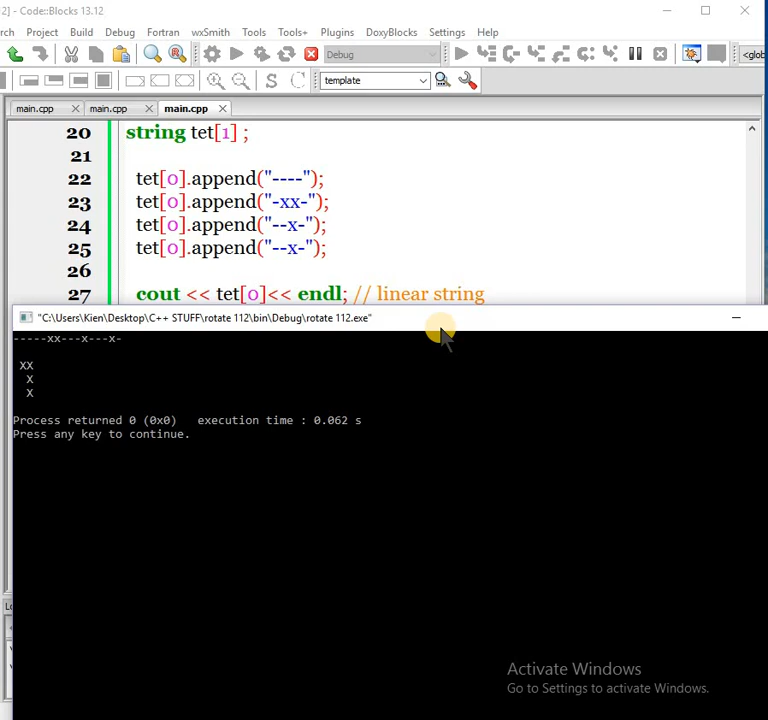 2] - Code::Blocks 13.12
rch Project Build Debug Fortran wxSmith Tools Tools+ Plugins DoxyBlocks Settings Help
Debug
<glob
template
main.cpp main.cpp main.cpp
20 string tet[1] ;
21
22 tet[0].append("----");
23 tet[0].append("-xx-");
24 tet[0].append("--x-");
25 tet[0].append("--x-");
26
27 cout << tet[0]<< endl; // linear string
"C:\Users\Kien\Desktop\C++ STUFF\rotate 112\bin\Debug\rotate 112.exe"
-----xx---x---x-
XX
X
X
Process returned 0 (0x0) execution time : 0.062 s
Press any key to continue.
Lo
Activate Windows
Go to Settings to activate Windows.